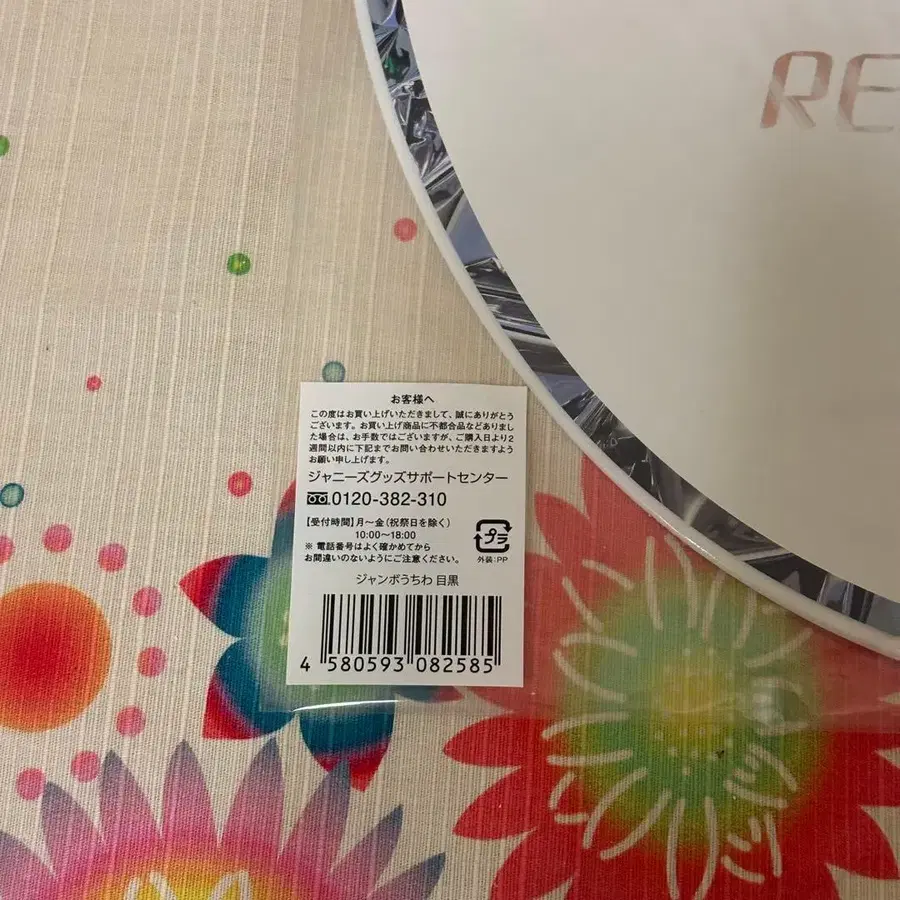 RE
お客様へ
この度はお買い上げいただきまして、誠にありがとう
ございます。お買い上げ商品に不都合品などありまし
た場合は、お手数ではございますが、ご購入日より2
週間以内に下記までお問い合わせいただきますよう
お願い申し上げます。
ジャニーズグッズサポートセンター
0120-382-310
【受付時間】月〜金(祝祭日を除く)
10:00〜18:00
※ 電話番号はよく確かめてから
お間違いのないようにご注意ください。
プラ
外装:PP
ジャンボうちわ 目黒
4 580593 082585